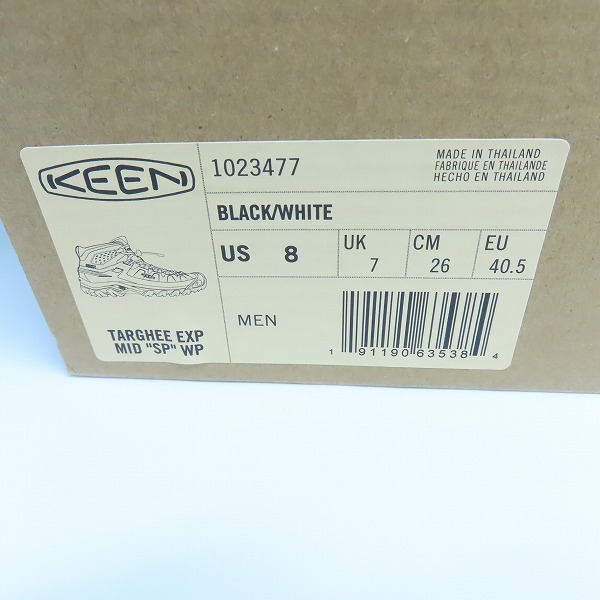 KEEN
1023477
MADE IN THAILAND
FABRIQUE EN THAILANDE
HECHO EN THAILANDIA
BLACK/WHITE
US 8
UK 7
CM 26
EU 40.5
MEN
TARGHEE EXP
MID "SP" WP
1 91190 63538 4